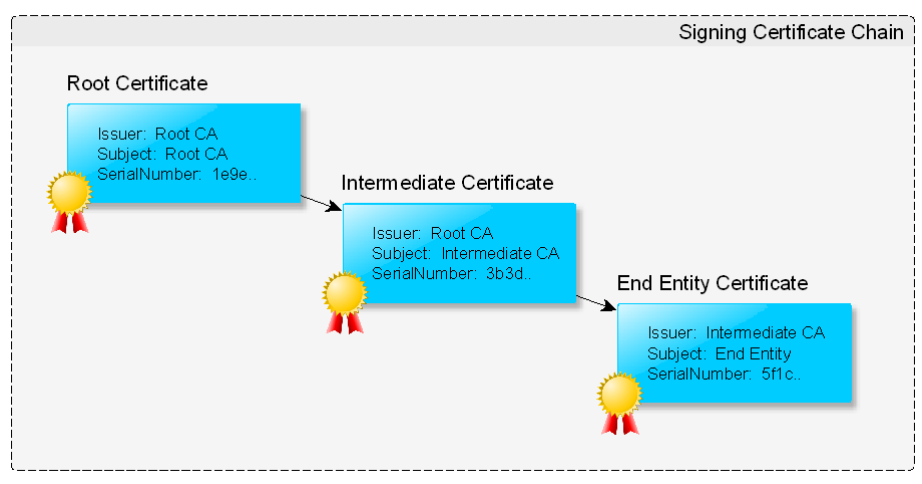 Signing Certificate Chain
Root Certificate
Issuer: Root CA
Subject: Root CA
SerialNumber: 1e9e..
Intermediate Certificate
Issuer: Root CA
Subject: Intermediate CA
SerialNumber: 3b3d..
End Entity Certificate
Issuer: Intermediate CA
Subject: End Entity
SerialNumber: 5f1c..